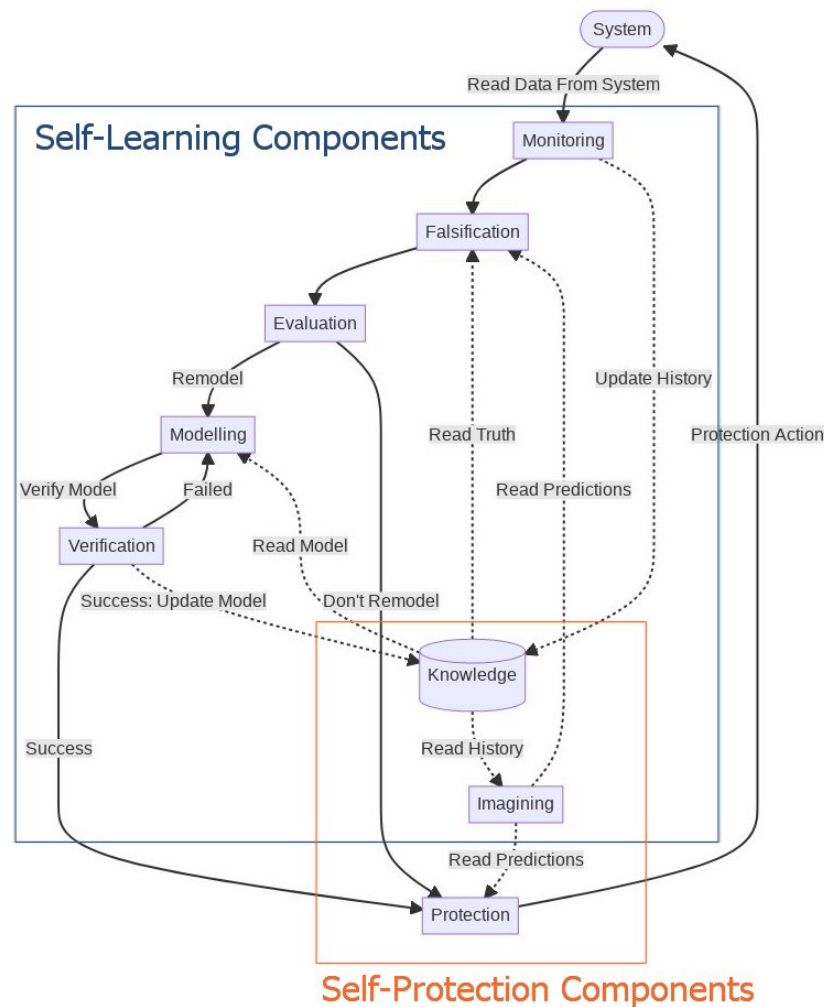 System
Read Data From System
Self-Learning Components
Monitoring
Falsification
Evaluation
Remodel
Update History
Modelling
Read Truth
Protection Action
Verify Model
Failed
Read Predictions
Verification
Read Model
Success: Update Model
Don't Remodel
Knowledge
Success
Read History
Imagining
Read Predictions
Protection
Self-Protection Components